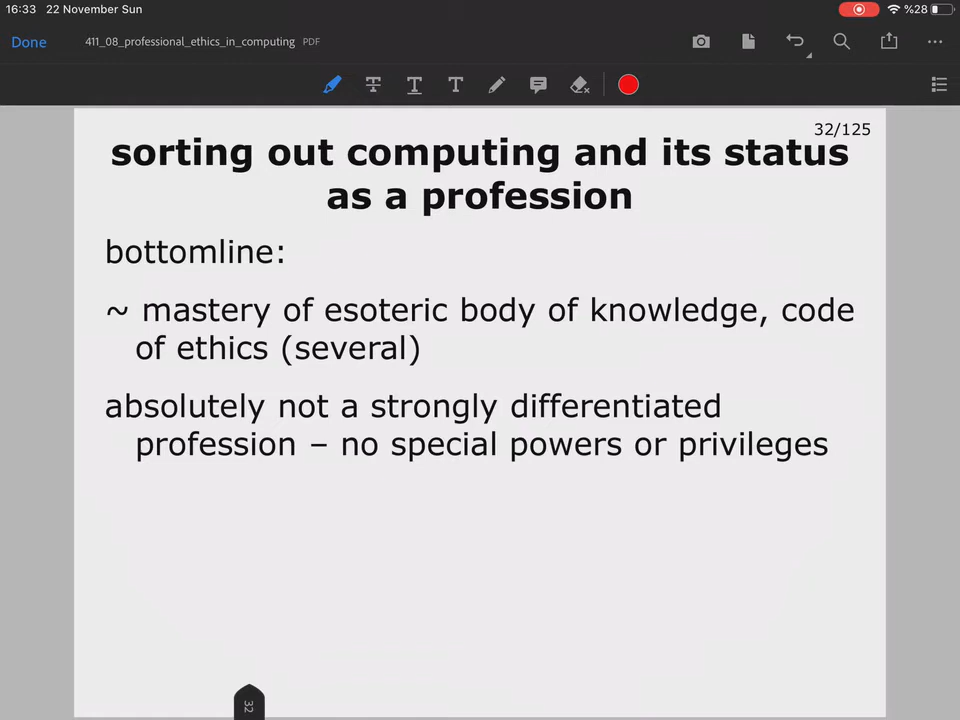 16:33 22 November Sun %28
Done 411_08_professional_ethics_in_computing PDF
T T
32/125
sorting out computing and its status
as a profession
bottomline:
~ mastery of esoteric body of knowledge, code
of ethics (several)
absolutely not a strongly differentiated
profession – no special powers or privileges
32